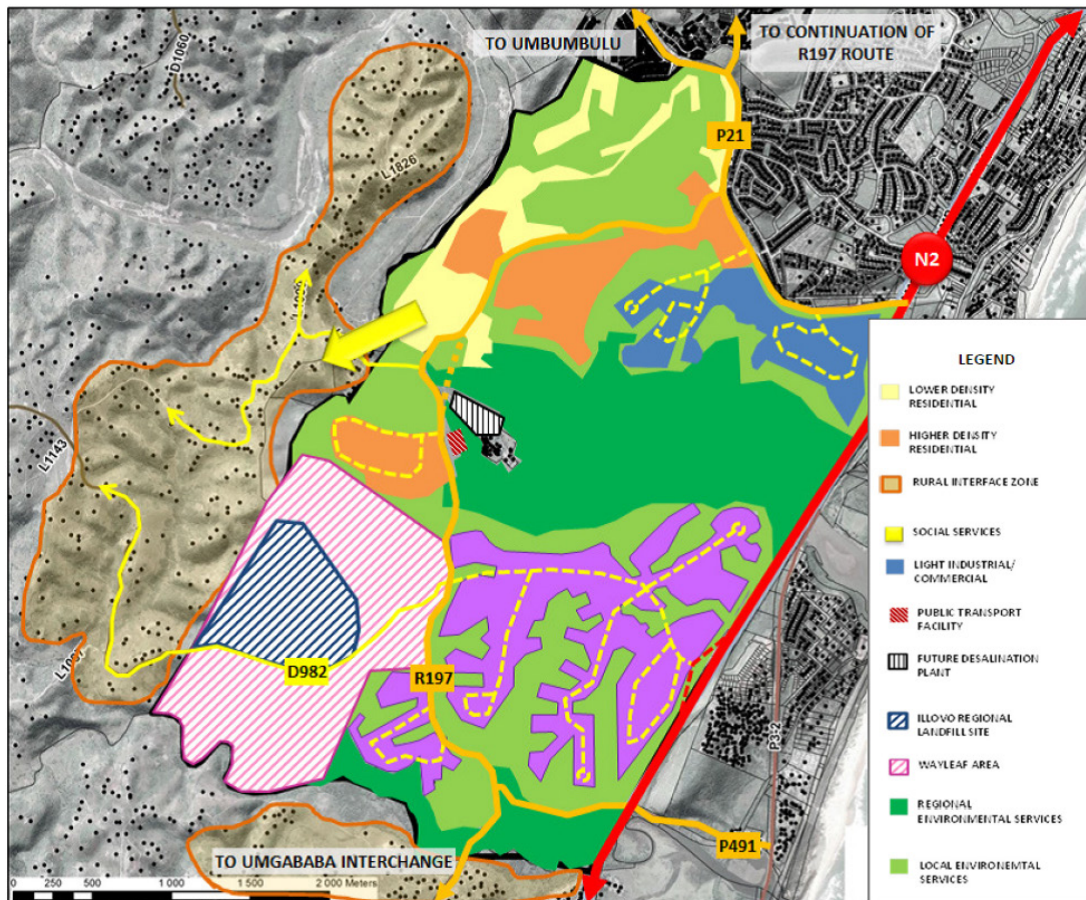 TO UMBUMBULU
TO CONTINUATION OF
R197 ROUTE
D1060
P21
L1826
N2
L1143
D982
R197
P3-2
P491
TO UMGABABA INTERCHANGE
0 250 500 1 000 1 500 2 000 Meters
LEGEND
LOWER DENSITY
RESIDENTIAL
HIGHER DENSITY
RESIDENTIAL
RURAL INTERFACE ZONE
SOCIAL SERVICES
LIGHT INDUSTRIAL/
COMMERCIAL
PUBLIC TRANSPORT
FACILITY
FUTURE DESALINATION
PLANT
ILLOVO REGIONAL
LANDFILL SITE
WAYLEAF AREA
REGIONAL
ENVIRONMENTAL SERVICES
LOCAL ENVIRONEMTAL
SERVICES